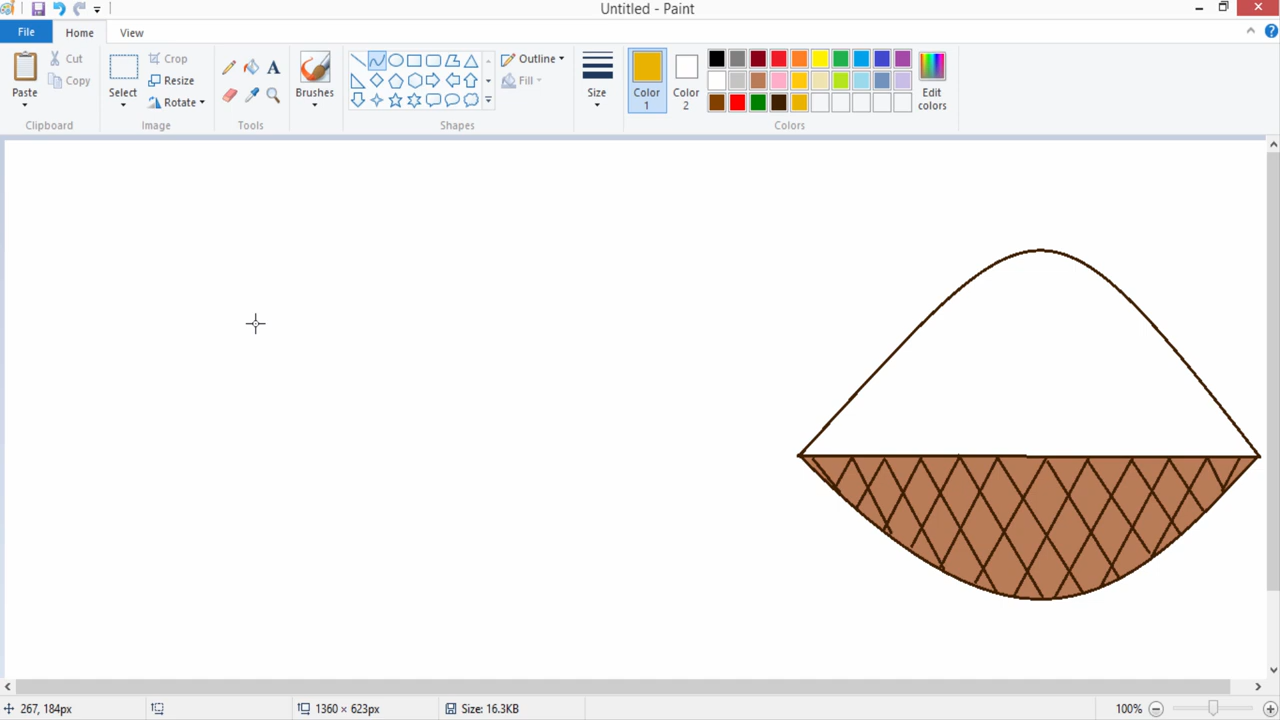 Untitled - Paint
File
Home
View
Paste
Cut
Copy
Clipboard
Select
Crop
Resize
Rotate
Image
A
Tools
Brushes
Shapes
Outline
Fill
Size
Color 1
Color 2
Edit colors
Colors
267, 184px
1360 × 623px
Size: 16.3KB
100%